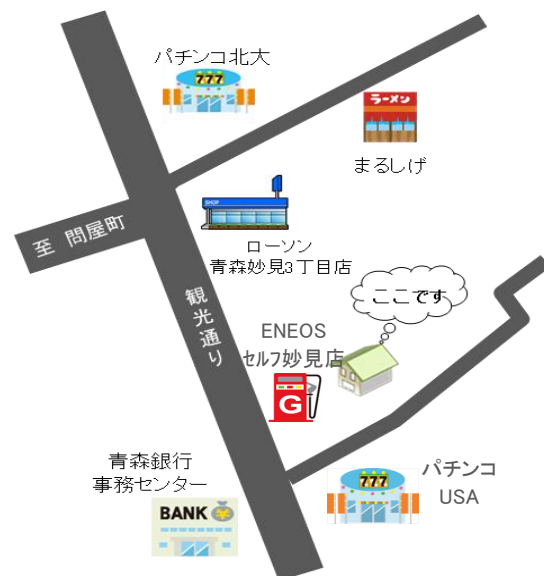 パチンコ北大
777
ラーメン
まるしげ
SHOP
ローソン
青森妙見3丁目店
至 問屋町
観光通り
ここです
ENEOS
セルフ妙見店
G
青森銀行
事務センター
BANK
777
パチンコ
USA